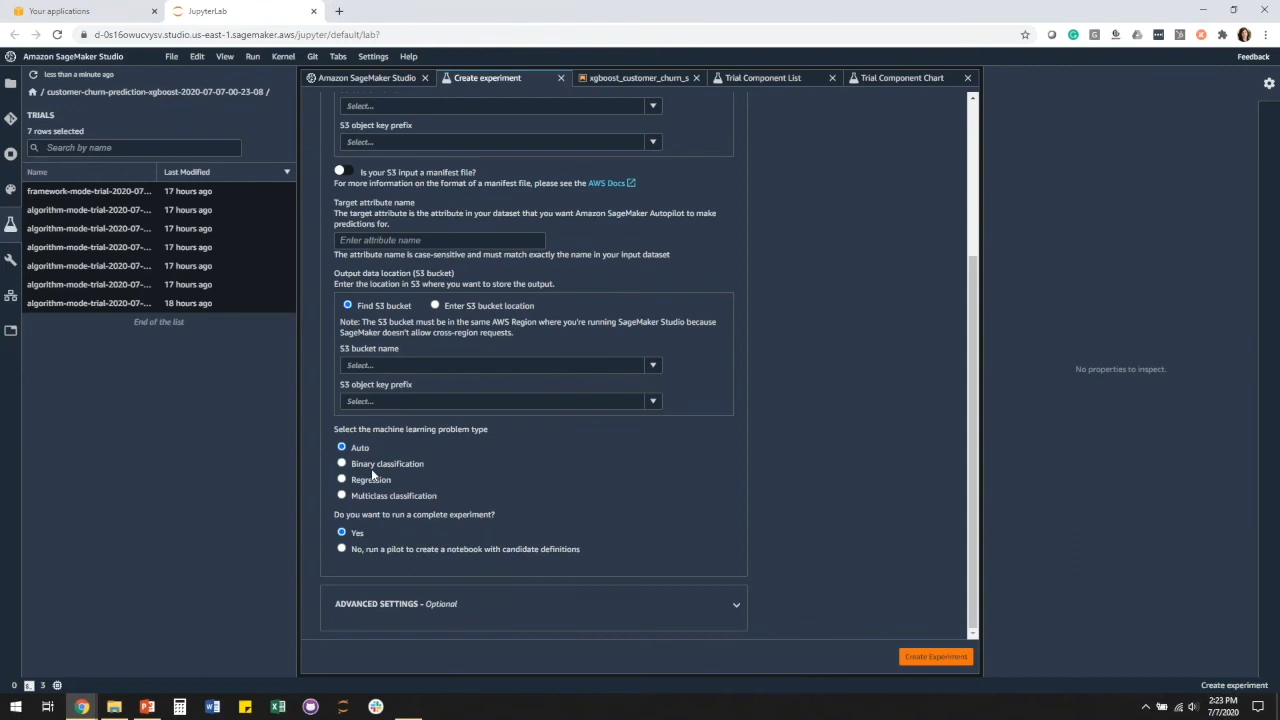 Your applications
JupyterLab
d-0s16owucvysv.studio.us-east-1.sagemaker.aws/jupyter/default/lab?
Amazon SageMaker Studio
File Edit View Run Kernel Git Tabs Settings Help
Feedback
less than a minute ago
/ customer-churn-prediction-xgboost-2020-07-07-00-23-08 /
TRIALS
7 rows selected
Search by name
Name Last Modified
framework-mode-trial-2020-07-... 17 hours ago
algorithm-mode-trial-2020-07-... 17 hours ago
algorithm-mode-trial-2020-07-... 17 hours ago
algorithm-mode-trial-2020-07-... 17 hours ago
algorithm-mode-trial-2020-07-... 17 hours ago
algorithm-mode-trial-2020-07-... 17 hours ago
algorithm-mode-trial-2020-07-... 18 hours ago
End of the list
Amazon SageMaker Studio
Create experiment
xgboost_customer_churn_s
Trial Component List
Trial Component Chart
Select...
S3 object key prefix
Select...
Is your S3 input a manifest file?
For more information on the format of a manifest file, please see the AWS Docs
Target attribute name
The target attribute is the attribute in your dataset that you want Amazon SageMaker Autopilot to make
predictions for.
Enter attribute name
The attribute name is case-sensitive and must match exactly the name in your input dataset
Output data location (S3 bucket)
Enter the location in S3 where you want to store the output.
Find S3 bucket Enter S3 bucket location
Note: The S3 bucket must be in the same AWS Region where you're running SageMaker Studio because
SageMaker doesn't allow cross-region requests.
S3 bucket name
Select...
S3 object key prefix
Select...
Select the machine learning problem type
Auto
Binary classification
Regression
Multiclass classification
Do you want to run a complete experiment?
Yes
No, run a pilot to create a notebook with candidate definitions
ADVANCED SETTINGS - Optional
Create Experiment
No properties to inspect.
0 3
Create experiment
2:23 PM
7/7/2020